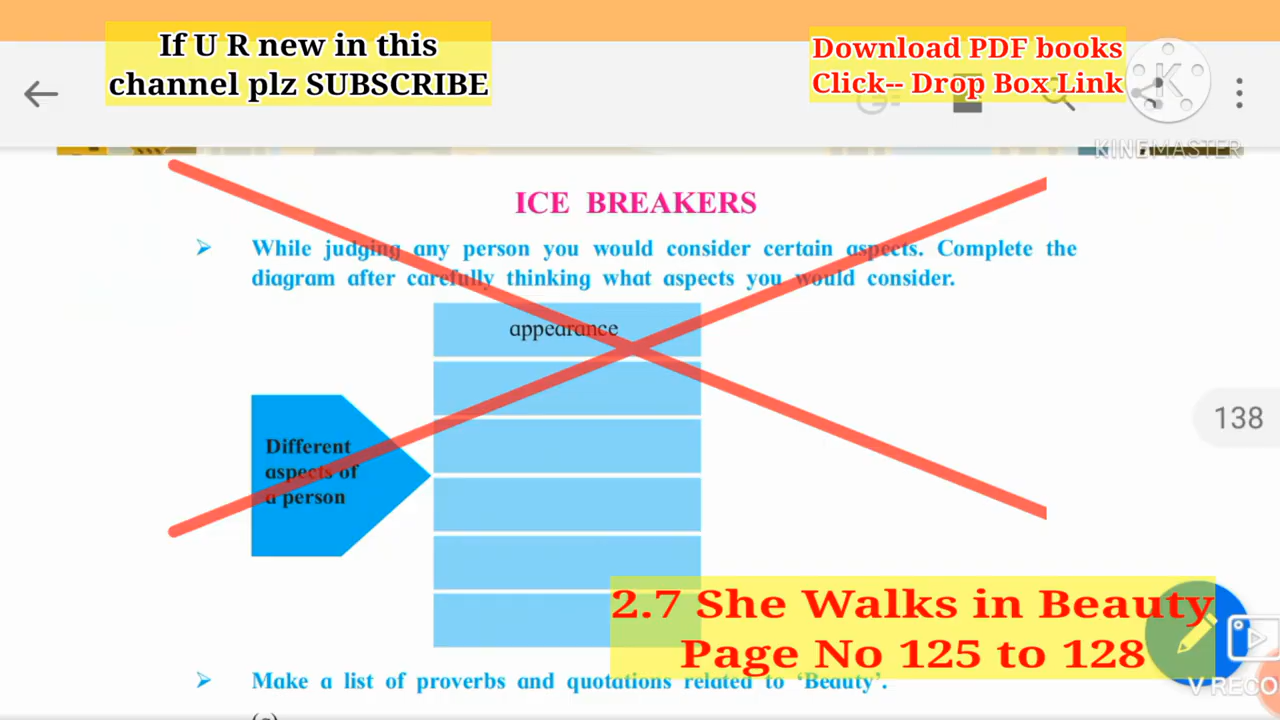 If U R new in this
channel plz SUBSCRIBE
Download PDF books
Click-- Drop Box Link
KINEMASTER
ICE BREAKERS
While judging any person you would consider certain aspects. Complete the
diagram after carefully thinking what aspects you would consider.
appearance
138
Different
aspects of
a person
2.7 She Walks in Beauty
Page No 125 to 128
Make a list of proverbs and quotations related to ‘Beauty’.
V RECO